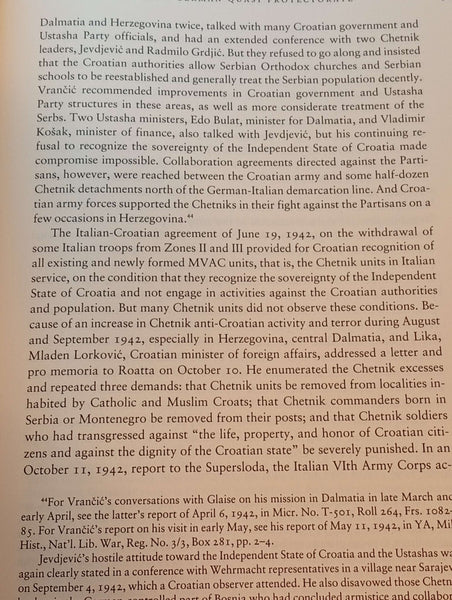 GERMAN QUASI-PROTECTORATE
Dalmatia and Herzegovina twice, talked with many Croatian government and
Ustasha Party officials, and had an extended conference with two Chetnik
leaders, Jevdjević and Radmilo Grdjić. But they refused to go along and insisted
that the Croatian authorities allow Serbian Orthodox churches and Serbian
schools to be reestablished and generally treat the Serbian population decently.
Vrančić recommended improvements in Croatian government and Ustasha
Party structures in these areas, as well as more considerate treatment of the
Serbs. Two Ustasha ministers, Edo Bulat, minister for Dalmatia, and Vladimir
Košak, minister of finance, also talked with Jevdjević, but his continuing re-
fusal to recognize the sovereignty of the Independent State of Croatia made
compromise impossible. Collaboration agreements directed against the Parti-
sans, however, were reached between the Croatian army and some half-dozen
Chetnik detachments north of the German-Italian demarcation line. And Croa-
tian army forces supported the Chetniks in their fight against the Partisans on
a few occasions in Herzegovina.⁴⁴
The Italian-Croatian agreement of June 19, 1942, on the withdrawal of
some Italian troops from Zones II and III provided for Croatian recognition of
all existing and newly formed MVAC units, that is, the Chetnik units in Italian
service, on the condition that they recognize the sovereignty of the Independent
State of Croatia and not engage in activities against the Croatian authorities
and population. But many Chetnik units did not observe these conditions. Be-
cause of an increase in Chetnik anti-Croatian activity and terror during August
and September 1942, especially in Herzegovina, central Dalmatia, and Lika,
Mladen Lorković, Croatian minister of foreign affairs, addressed a letter and
pro memoria to Roatta on October 10. He enumerated the Chetnik excesses
and repeated three demands: that Chetnik units be removed from localities in-
habited by Catholic and Muslim Croats; that Chetnik commanders born in
Serbia or Montenegro be removed from their posts; and that Chetnik soldiers
who had transgressed against "the life, property, and honor of Croatian citi-
zens and against the dignity of the Croatian state" be severely punished. In an
October 11, 1942, report to the Supersloda, the Italian VIth Army Corps ac-
⁴⁴For Vrančić's conversations with Glaise on his mission in Dalmatia in late March and
early April, see the latter's report of April 6, 1942, in Micr. No. T-501, Roll 264, Frs. 1082-
85. For Vrančić's report on his visit in early May, see his report of May 11, 1942, in YA, Mil
Hist., Nat'l. Lib. War, Reg. No. 3/3, Box 281, pp. 2–4.
Jevdjević's hostile attitude toward the Independent State of Croatia and the Ustashas wa
again clearly stated in a conference with Wehrmacht representatives in a village near Sarajev
on September 4, 1942, which a Croatian observer attended. He also disavowed those Chetn
controlled part of Bosnia who had concluded armistice and collabor